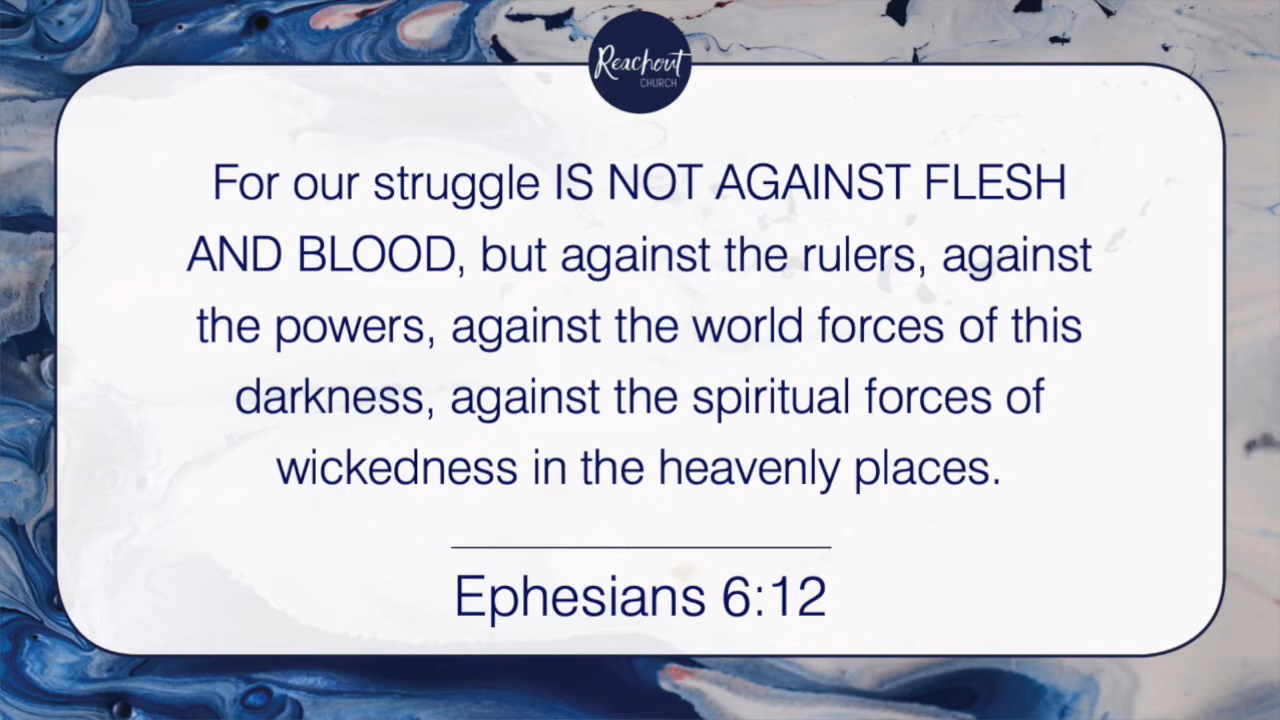 Reachout
CHURCH
For our struggle IS NOT AGAINST FLESH
AND BLOOD, but against the rulers, against
the powers, against the world forces of this
darkness, against the spiritual forces of
wickedness in the heavenly places.
Ephesians 6:12